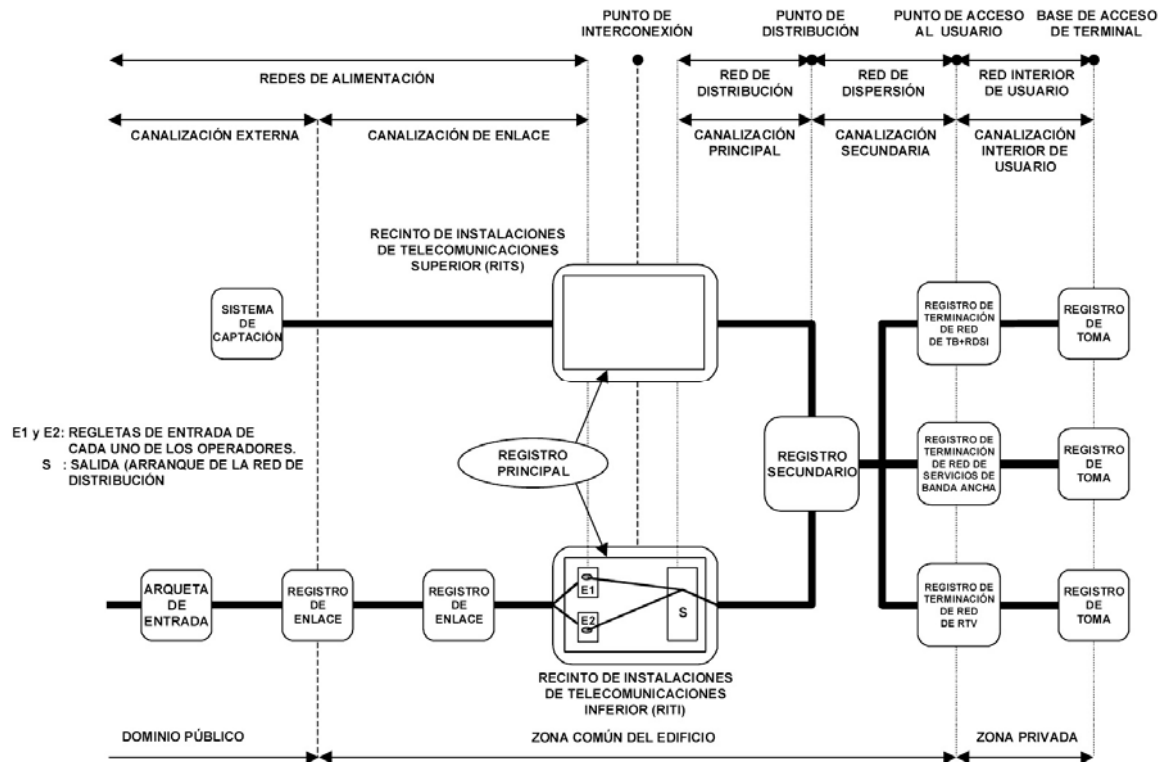 PUNTO DE
INTERCONEXIÓN
PUNTO DE
DISTRIBUCIÓN
PUNTO DE ACCESO
AL USUARIO
BASE DE ACCESO
DE TERMINAL
REDES DE ALIMENTACIÓN
RED DE
DISTRIBUCIÓN
RED DE
DISPERSIÓN
RED INTERIOR
DE USUARIO
CANALIZACIÓN EXTERNA
CANALIZACIÓN DE ENLACE
CANALIZACIÓN
PRINCIPAL
CANALIZACIÓN
SECUNDARIA
CANALIZACIÓN
INTERIOR DE
USUARIO
RECINTO DE INSTALACIONES
DE TELECOMUNICACIONES
SUPERIOR (RITS)
SISTEMA
DE
CAPTACIÓN
REGISTRO DE
TERMINACIÓN
DE RED
DE TB+RDSI
REGISTRO
DE
TOMA
E1 y E2: REGLETAS DE ENTRADA DE
CADA UNO DE LOS OPERADORES.
S : SALIDA (ARRANQUE DE LA RED DE
DISTRIBUCIÓN
REGISTRO
PRINCIPAL
REGISTRO
SECUNDARIO
REGISTRO DE
TERMINACIÓN
DE RED DE
SERVICIOS DE
BANDA ANCHA
REGISTRO
DE
TOMA
ARQUETA
DE
ENTRADA
REGISTRO
DE
ENLACE
REGISTRO
DE
ENLACE
E1
E2
S
REGISTRO DE
TERMINACIÓN
DE RED
DE RTV
REGISTRO
DE
TOMA
RECINTO DE INSTALACIONES
DE TELECOMUNICACIONES
INFERIOR (RITI)
DOMINIO PÚBLICO
ZONA COMÚN DEL EDIFICIO
ZONA PRIVADA